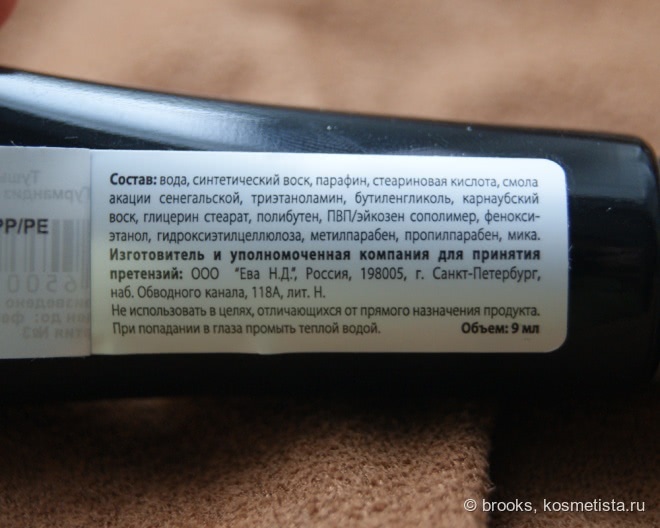 Состав: вода, синтетический воск, парафин, стеариновая кислота, смола
акации сенегальской, триэтаноламин, бутиленгликоль, карнаубский
воск, глицерин стеарат, полибутен, ПВП/эйкозен сополимер, фенокси-
этанол, гидроксиэтилцеллюлоза, метилпарабен, пропилпарабен, мика.
Изготовитель и уполномоченная компания для принятия
претензий: ООО "Ева Н.Д.", Россия, 198005, г. Санкт-Петербург,
наб. Обводного канала, 118А, лит. Н.
Не использовать в целях, отличающихся от прямого назначения продукта.
При попадании в глаза промыть теплой водой. Объем: 9 мл
PP/PE
© brooks, kosmetista.ru